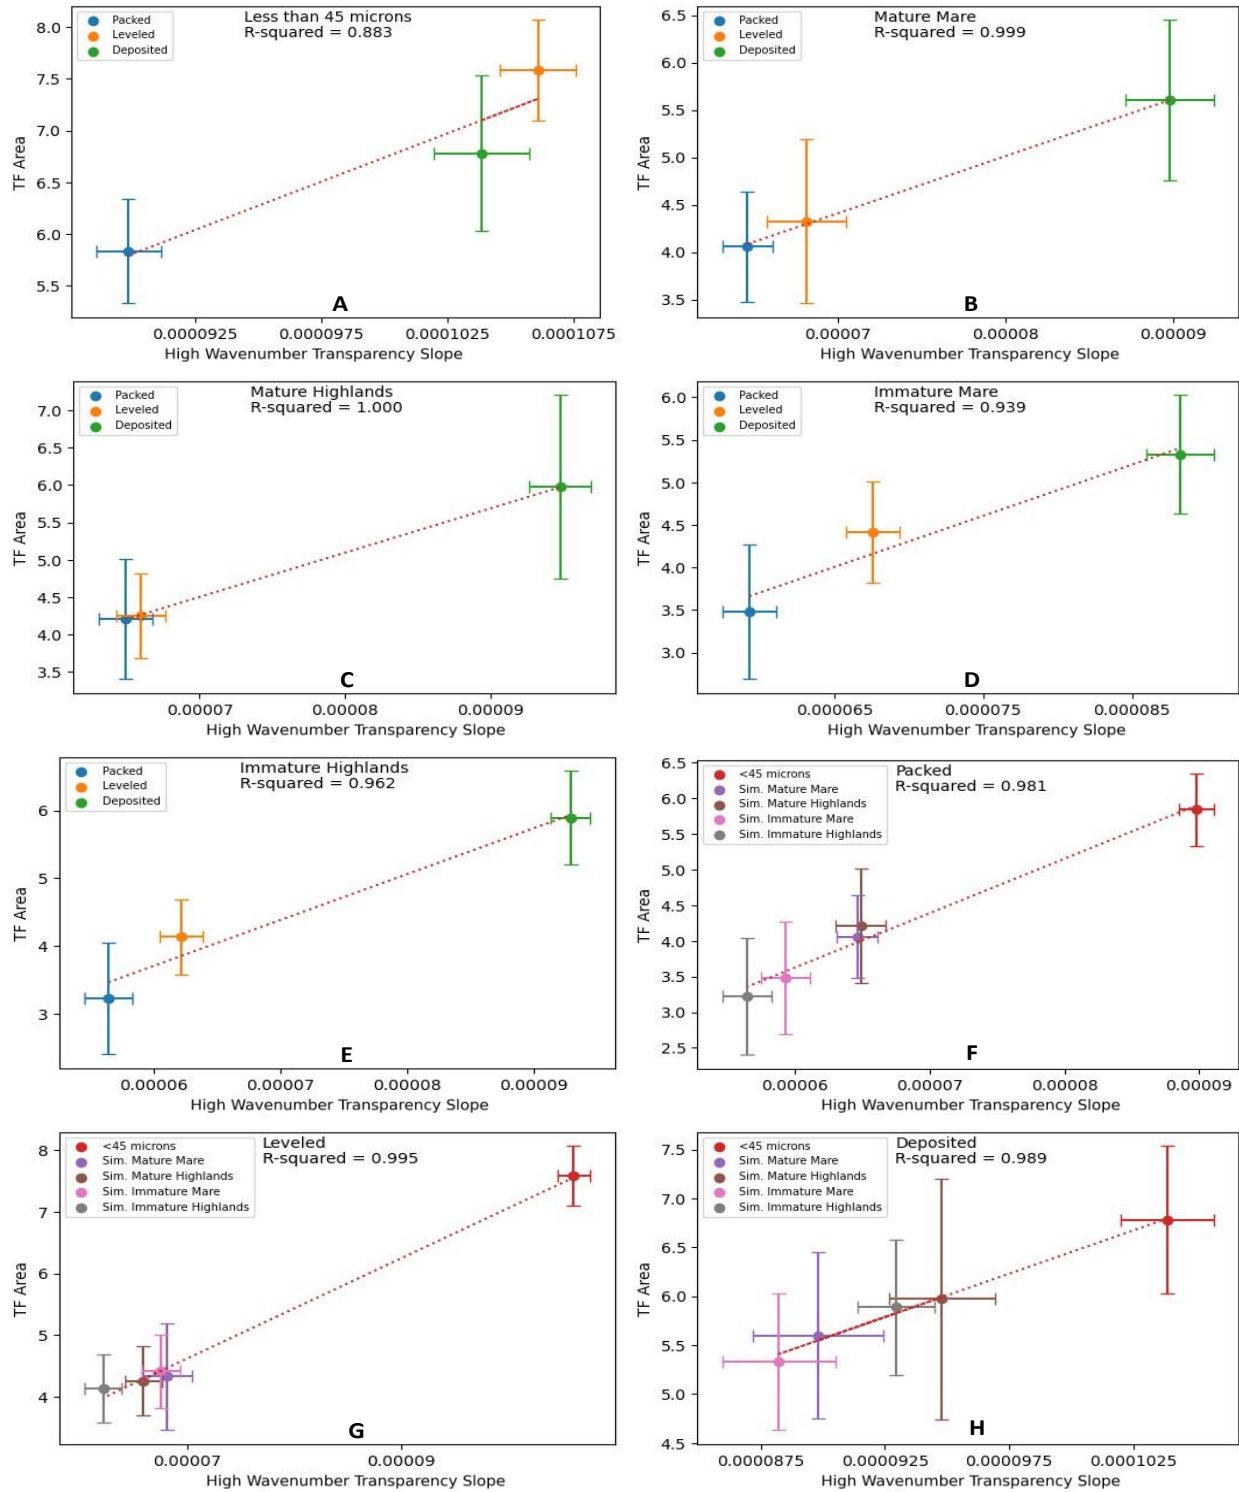 Less than 45 microns
R-squared = 0.883
Packed
Leveled
Deposited
8.0
7.5
7.0
6.5
6.0
5.5
TF Area
A
0.0000925 0.0000975 0.0001025 0.0001075
High Wavenumber Transparency Slope
Mature Mare
R-squared = 0.999
Packed
Leveled
Deposited
6.5
6.0
5.5
5.0
4.5
4.0
3.5
TF Area
B
0.00007 0.00008 0.00009
High Wavenumber Transparency Slope
Mature Highlands
R-squared = 1.000
Packed
Leveled
Deposited
7.0
6.5
6.0
5.5
5.0
4.5
4.0
3.5
TF Area
C
0.00007 0.00008 0.00009
High Wavenumber Transparency Slope
Immature Mare
R-squared = 0.939
Packed
Leveled
Deposited
6.0
5.5
5.0
4.5
4.0
3.5
3.0
TF Area
D
0.000065 0.000075 0.000085
High Wavenumber Transparency Slope
Immature Highlands
R-squared = 0.962
Packed
Leveled
Deposited
6
5
4
3
TF Area
E
0.00006 0.00007 0.00008 0.00009
High Wavenumber Transparency Slope
Packed
R-squared = 0.981
<45 microns
Sim. Mature Mare
Sim. Mature Highlands
Sim. Immature Mare
Sim. Immature Highlands
6.5
6.0
5.5
5.0
4.5
4.0
3.5
3.0
2.5
TF Area
F
0.00006 0.00007 0.00008 0.00009
High Wavenumber Transparency Slope
Leveled
R-squared = 0.995
<45 microns
Sim. Mature Mare
Sim. Mature Highlands
Sim. Immature Mare
Sim. Immature Highlands
8
7
6
5
4
TF Area
G
0.00007 0.00009
High Wavenumber Transparency Slope
Deposited
R-squared = 0.989
<45 microns
Sim. Mature Mare
Sim. Mature Highlands
Sim. Immature Mare
Sim. Immature Highlands
7.5
7.0
6.5
6.0
5.5
5.0
4.5
TF Area
H
0.0000875 0.0000925 0.0000975 0.0001025
High Wavenumber Transparency Slope